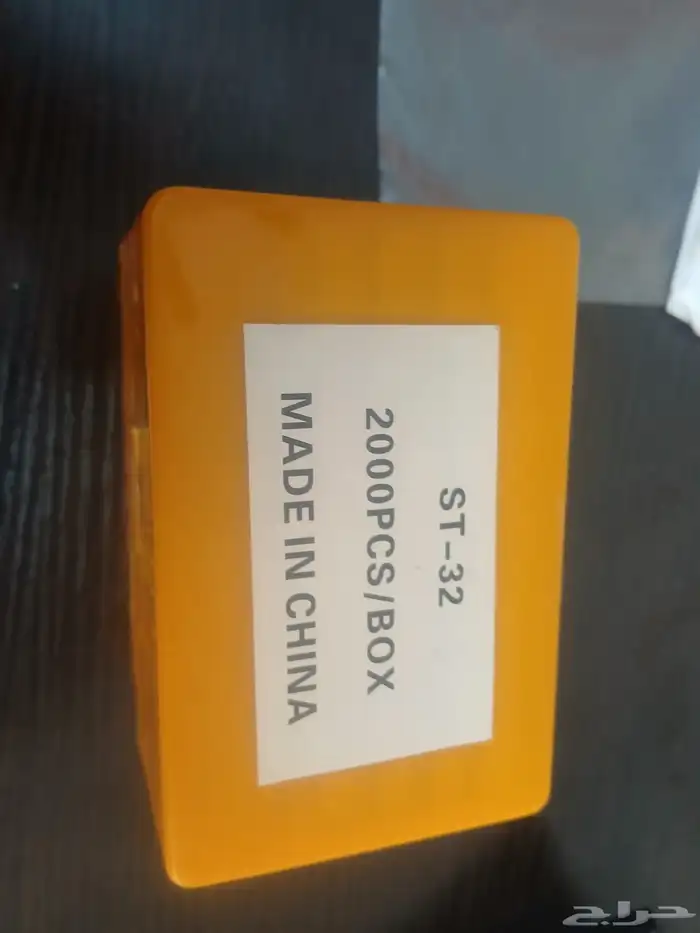 ST-32
2000PCS/BOX
MADE IN CHINA
حراج